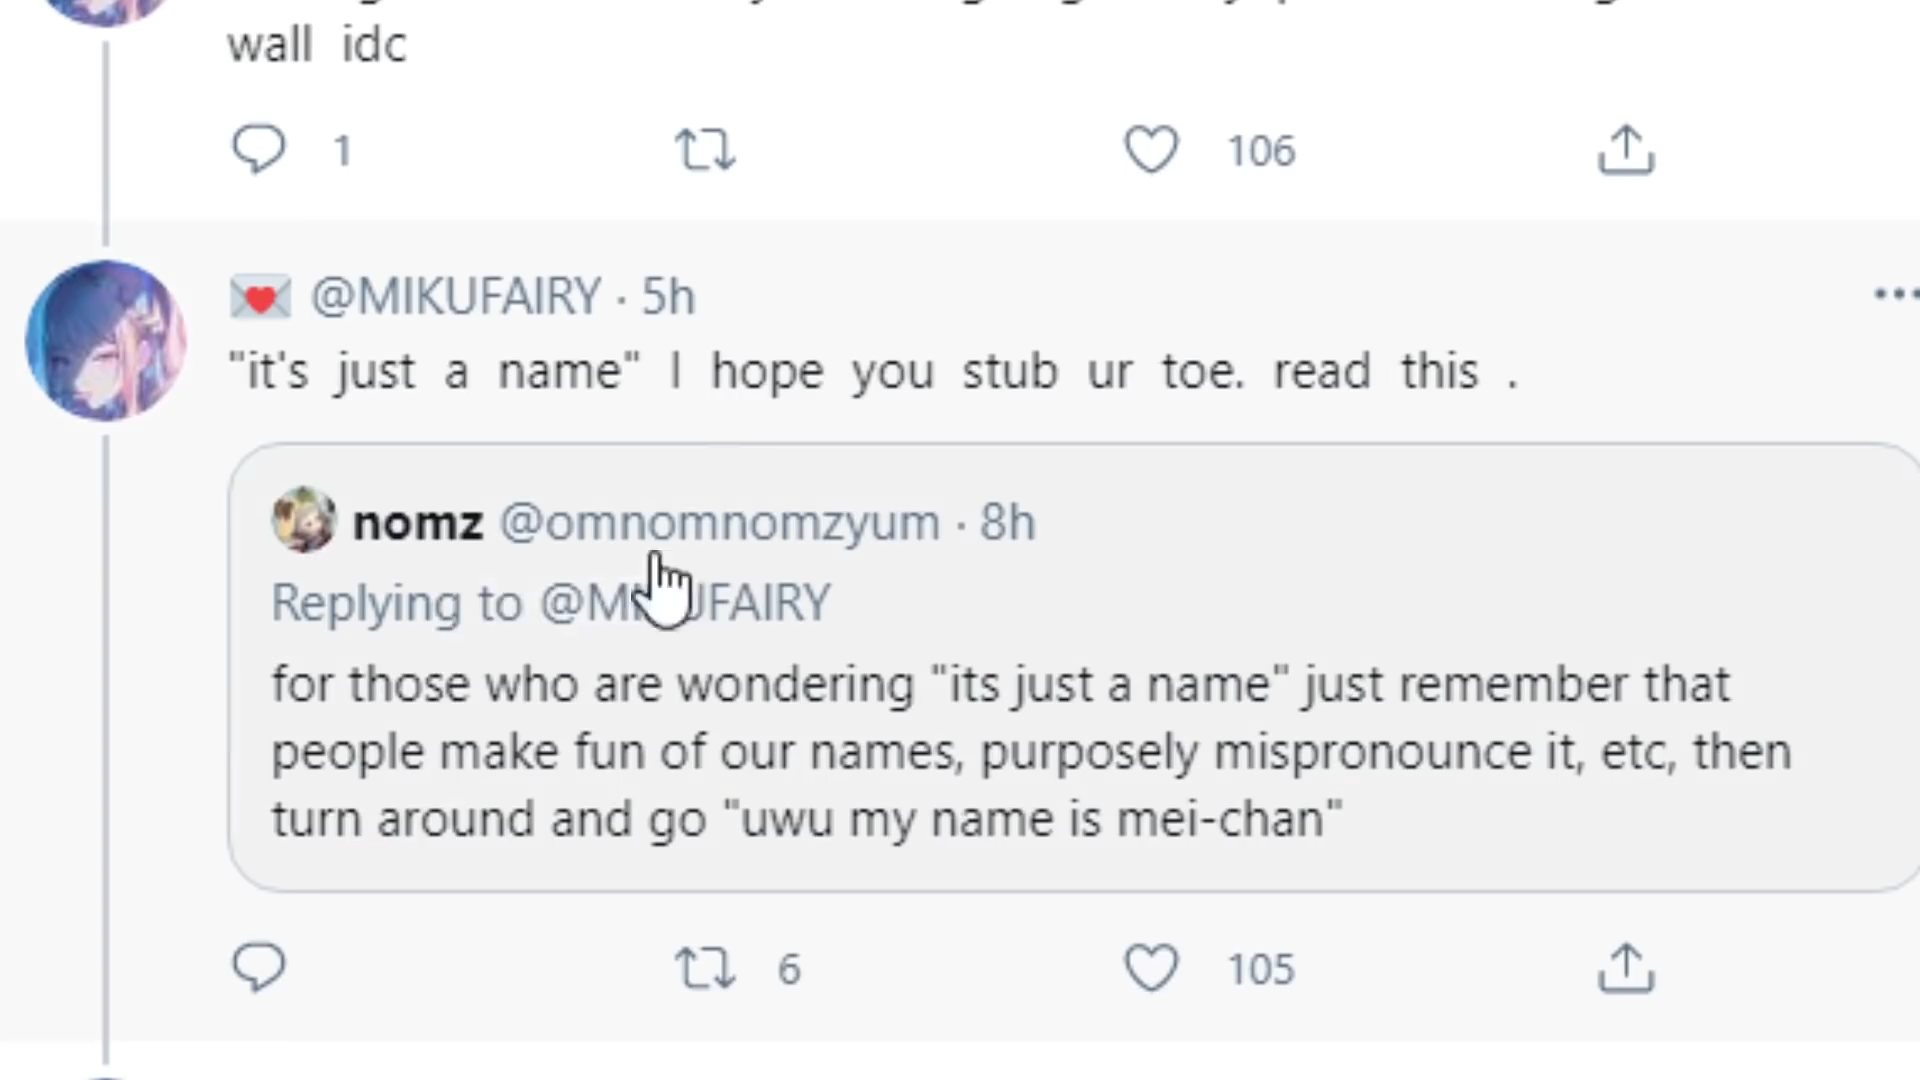 wall idc
1 106
@MIKUFAIRY · 5h
"it's just a name" I hope you stub ur toe. read this .
nomz @omnomnomzyum · 8h
Replying to @MIKUFAIRY
for those who are wondering "its just a name" just remember that
people make fun of our names, purposely mispronounce it, etc, then
turn around and go "uwu my name is mei-chan"
6 105